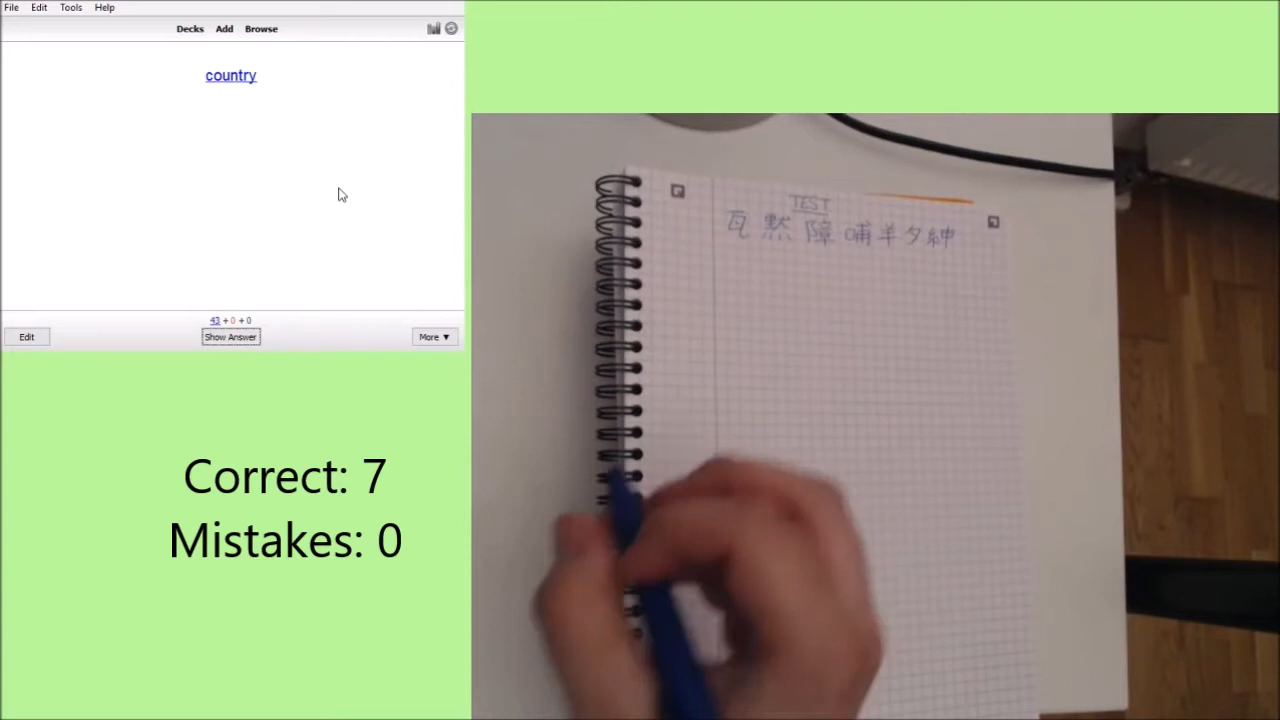 File Edit Tools Help
Decks Add Browse
country
43 + 0 + 0
Edit Show Answer More ▼
Correct: 7
Mistakes: 0
TEST
瓦 黙 障 哺 羊 夕 紳